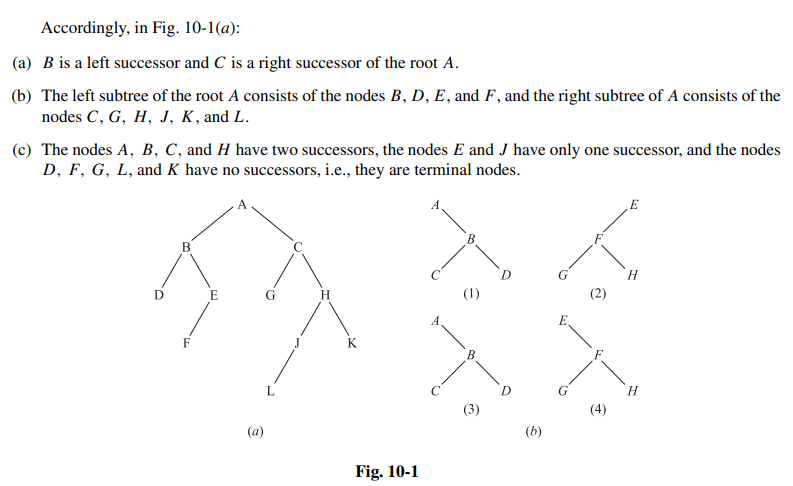 Accordingly, in Fig. 10-1(a):
(a) B is a left successor and C is a right successor of the root A.
(b) The left subtree of the root A consists of the nodes B, D, E, and F, and the right subtree of A consists of the
nodes C, G, H, J, K, and L.
(c) The nodes A, B, C, and H have two successors, the nodes E and J have only one successor, and the nodes
D, F, G, L, and K have no successors, i.e., they are terminal nodes.
A A E
B C B F
C D G H
D E G H (1) (2)
A E
F J K
B F
L C D G H
(3) (4)
(a) (b)
Fig. 10-1